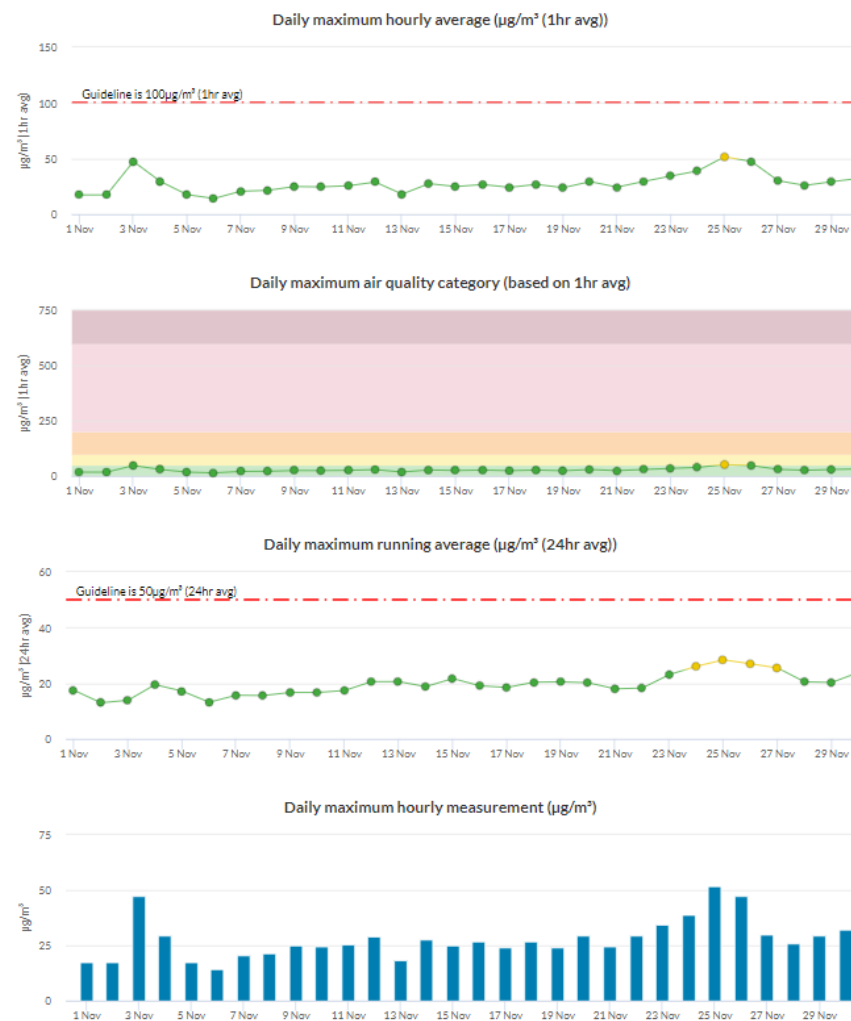 Daily maximum hourly average (µg/m³ (1hr avg))
150
Guideline is 100µg/m³ (1hr avg)
100
50
0
µg/m³ (1hr avg)
1 Nov 3 Nov 5 Nov 7 Nov 9 Nov 11 Nov 13 Nov 15 Nov 17 Nov 19 Nov 21 Nov 23 Nov 25 Nov 27 Nov 29 Nov
Daily maximum air quality category (based on 1hr avg)
750
500
250
0
µg/m³ (1hr avg)
1 Nov 3 Nov 5 Nov 7 Nov 9 Nov 11 Nov 13 Nov 15 Nov 17 Nov 19 Nov 21 Nov 23 Nov 25 Nov 27 Nov 29 Nov
Daily maximum running average (µg/m³ (24hr avg))
60
Guideline is 50µg/m³ (24hr avg)
40
20
0
µg/m³ (24hr avg)
1 Nov 3 Nov 5 Nov 7 Nov 9 Nov 11 Nov 13 Nov 15 Nov 17 Nov 19 Nov 21 Nov 23 Nov 25 Nov 27 Nov 29 Nov
Daily maximum hourly measurement (µg/m³)
75
50
25
0
µg/m³
1 Nov 3 Nov 5 Nov 7 Nov 9 Nov 11 Nov 13 Nov 15 Nov 17 Nov 19 Nov 21 Nov 23 Nov 25 Nov 27 Nov 29 Nov